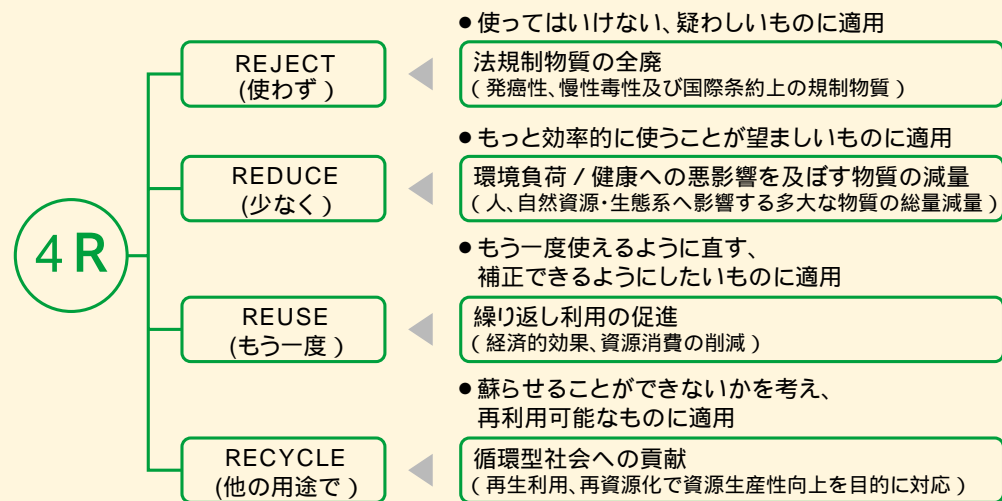 4R
● 使ってはいけない、疑わしいものに適用
REJECT
(使わず)
法規制物質の全廃
(発癌性、慢性毒性及び国際条約上の規制物質)
● もっと効率的に使うことが望ましいものに適用
REDUCE
(少なく)
環境負荷/健康への悪影響を及ぼす物質の減量
(人、自然資源・生態系へ影響する多大な物質の総量減量)
● もう一度使えるように直す、
補正できるようにしたいものに適用
REUSE
(もう一度)
繰り返し利用の促進
(経済的効果、資源消費の削減)
● 蘇らせることができないかを考え、
再利用可能なものに適用
RECYCLE
(他の用途で)
循環型社会への貢献
(再生利用、再資源化で資源生産性向上を目的に対応)